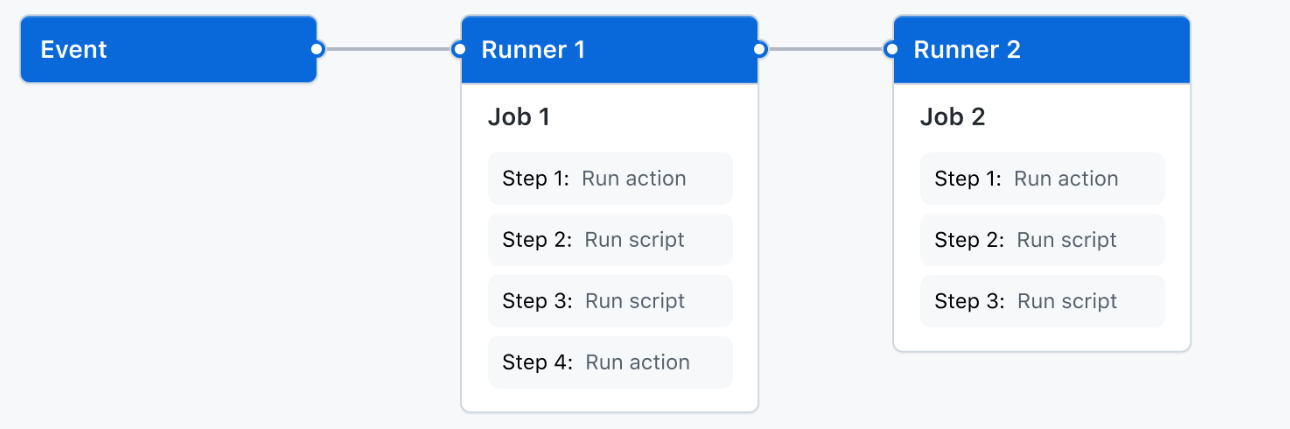 Event
Runner 1
Job 1
Step 1: Run action
Step 2: Run script
Step 3: Run script
Step 4: Run action
Runner 2
Job 2
Step 1: Run action
Step 2: Run script
Step 3: Run script